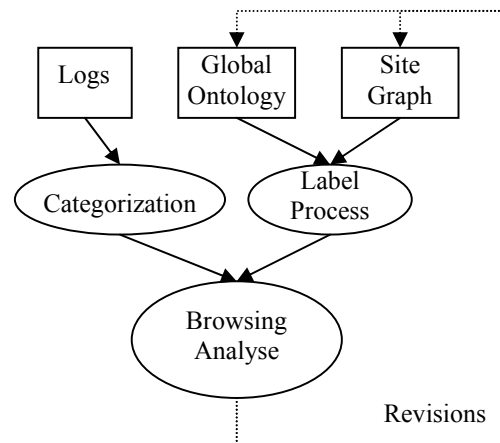 Logs
Global
Ontology
Site
Graph
Categorization
Label
Process
Browsing
Analyse
Revisions